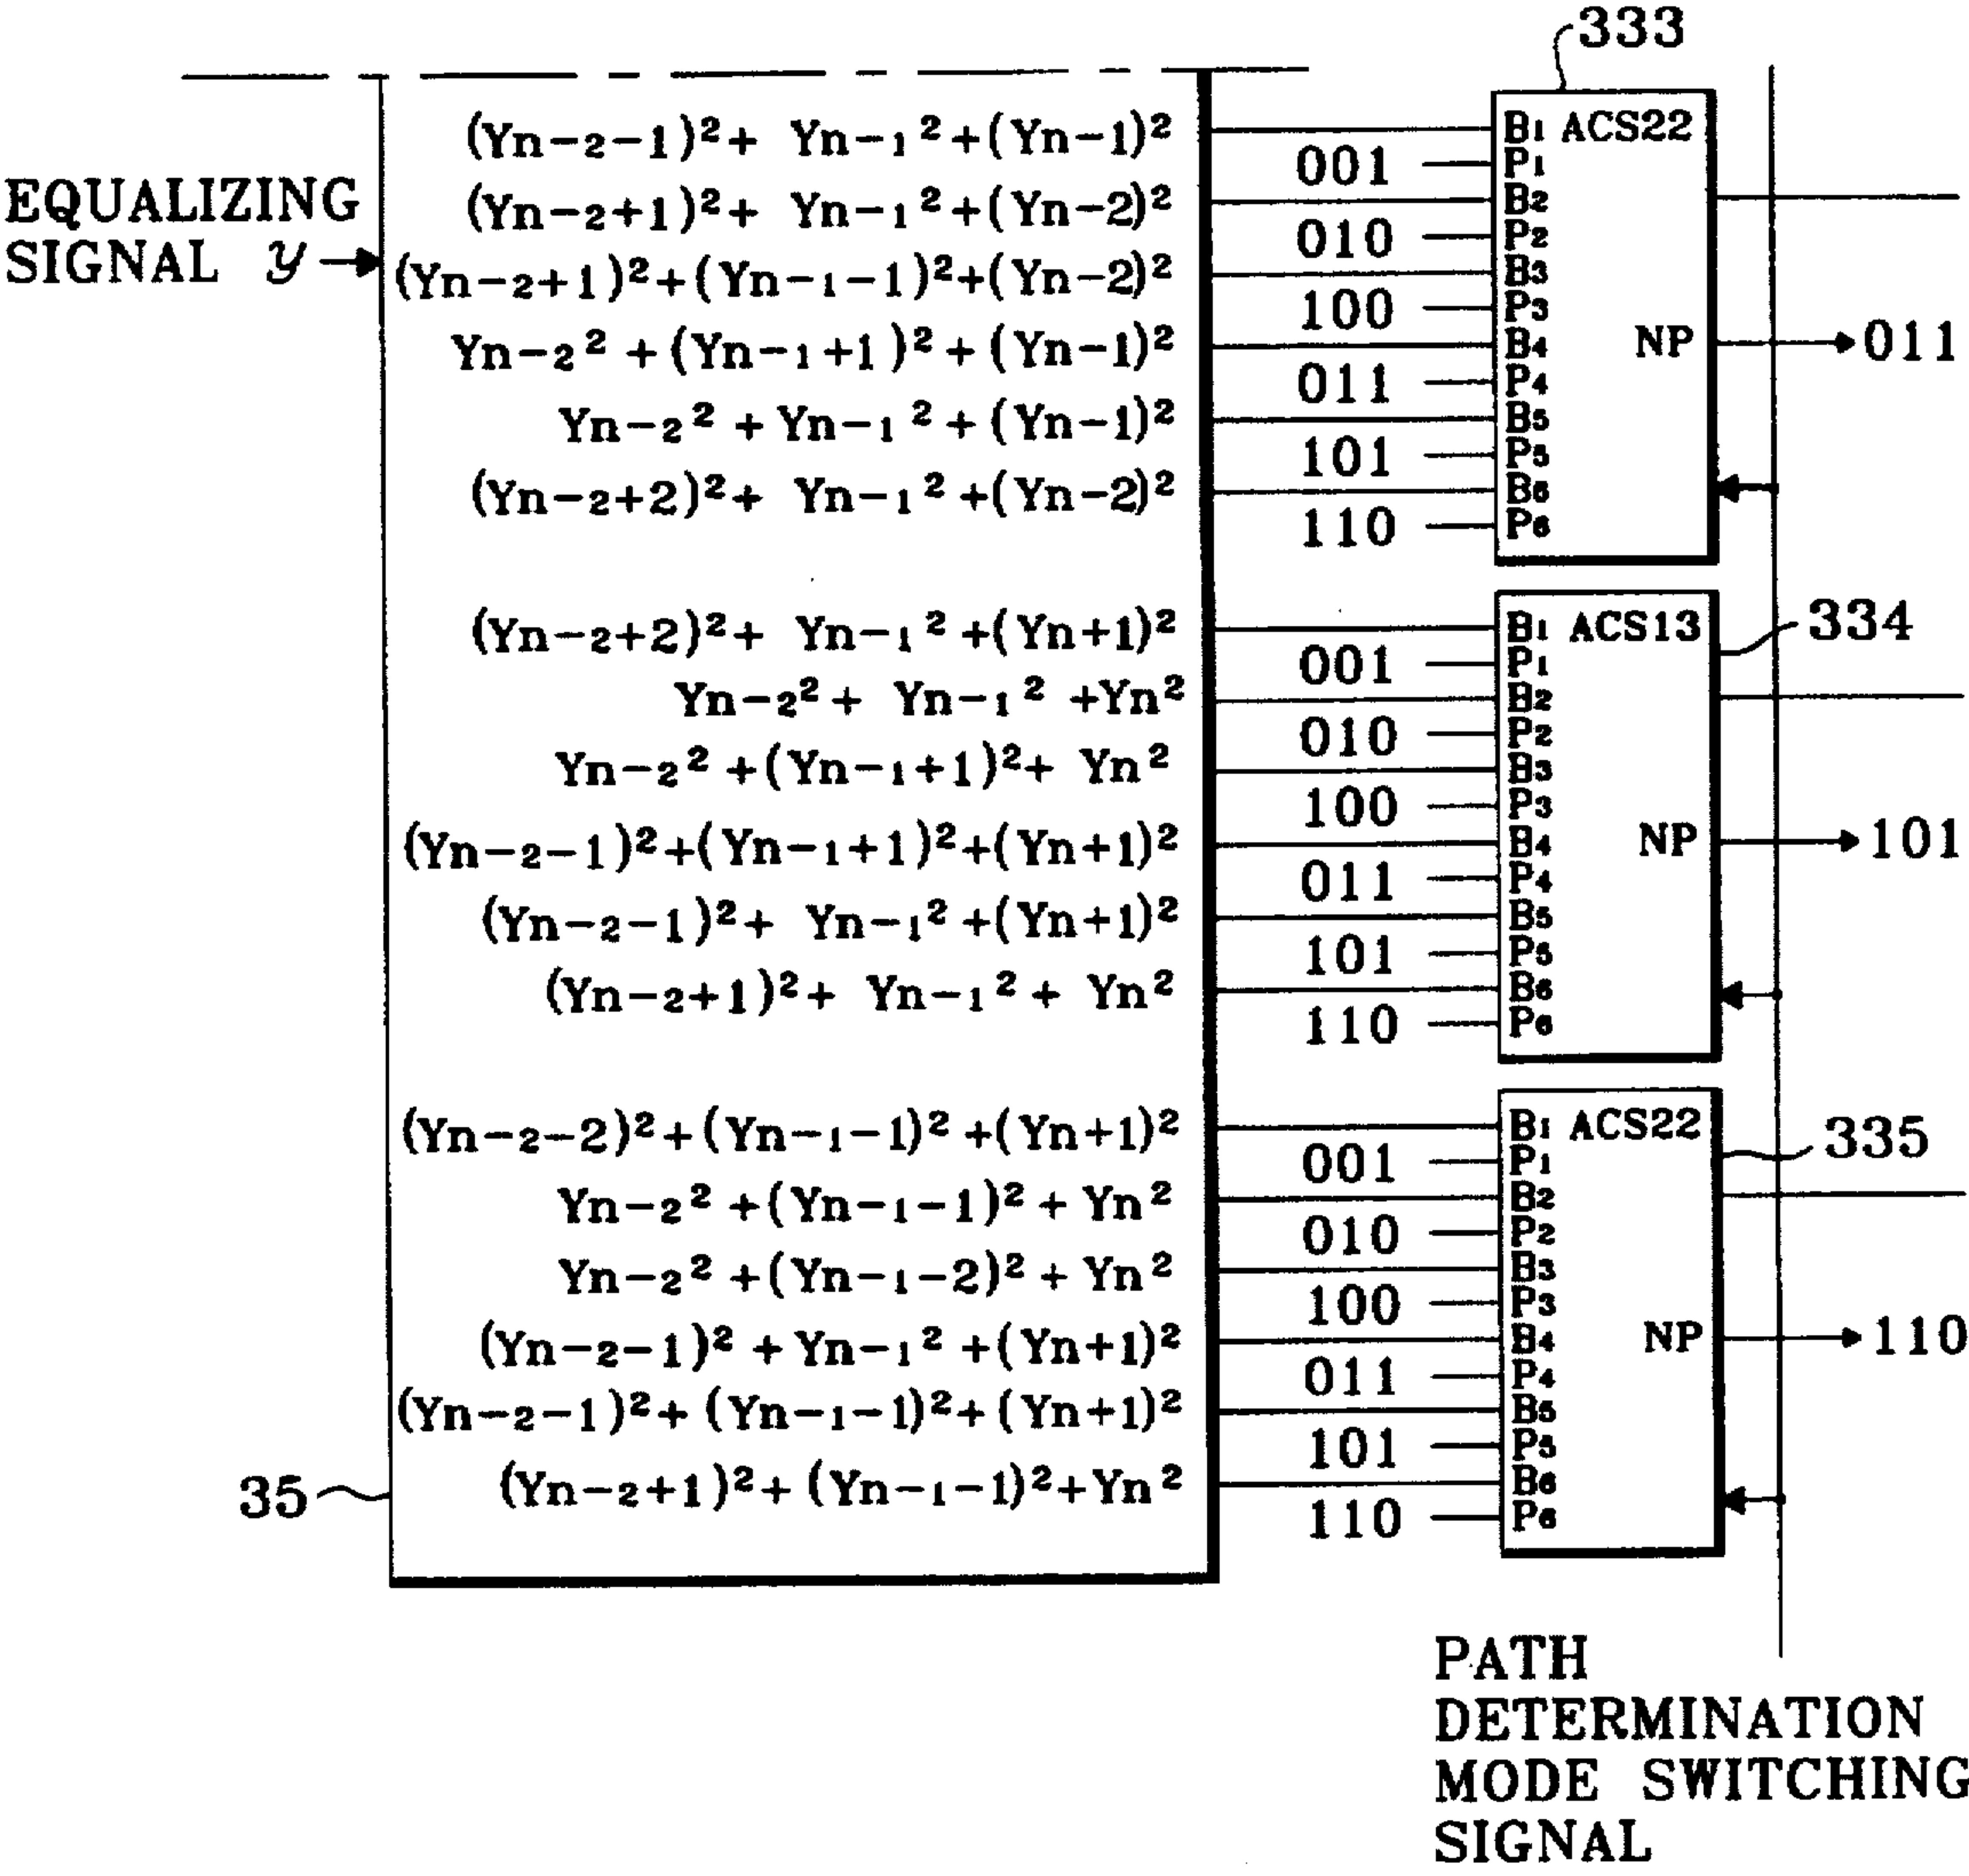 333
(Yn-2-1)²+ Yn-1²+(Yn-1)²
B1 ACS22
001 P1
EQUALIZING
SIGNAL y
(Yn-2+1)²+ Yn-1²+(Yn-2)²
B2
010 P2
(Yn-2+1)²+(Yn-1-1)²+(Yn-2)²
B3
100 P3
Yn-2²+(Yn-1+1)²+(Yn-1)²
B4 NP 011
011 P4
Yn-2²+Yn-1²+(Yn-1)²
B5
101 P5
(Yn-2+2)²+ Yn-1²+(Yn-2)²
B6
110 P6
(Yn-2+2)²+ Yn-1²+(Yn+1)²
B1 ACS13 334
001 P1
Yn-2²+ Yn-1²+Yn²
B2
010 P2
Yn-2²+(Yn-1+1)²+ Yn²
B3
100 P3
(Yn-2-1)²+(Yn-1+1)²+(Yn+1)²
B4 NP 101
011 P4
(Yn-2-1)²+ Yn-1²+(Yn+1)²
B5
101 P5
(Yn-2+1)²+ Yn-1²+ Yn²
B6
110 P6
(Yn-2-2)²+(Yn-1-1)²+(Yn+1)²
B1 ACS22 335
001 P1
Yn-2²+(Yn-1-1)²+Yn²
B2
010 P2
Yn-2²+(Yn-1-2)²+Yn²
B3
100 P3
(Yn-2-1)²+Yn-1²+(Yn+1)²
B4 NP 110
011 P4
(Yn-2-1)²+(Yn-1-1)²+(Yn+1)²
B5
101 P5
35 (Yn-2+1)²+(Yn-1-1)²+Yn²
B6
110 P6
PATH
DETERMINATION
MODE SWITCHING
SIGNAL